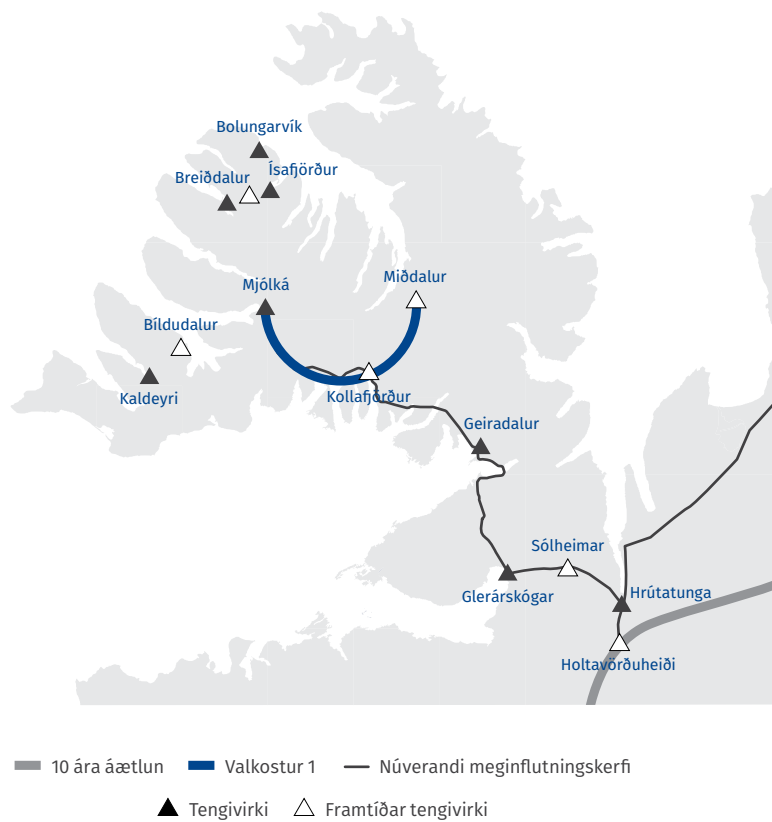 Bolungarvík
Ísafjörður
Breiðdalur
Miðdalur
Mjólká
Bíldudalur
Kaldeyri
Kollafjörður
Geiradalur
Sólheimar
Glerárskógar
Hrútatunga
Holtavörðuheiði
10 ára áætlun
Valkostur 1
Núverandi meginflutningskerfi
Tengivirki
Framtíðar tengivirki